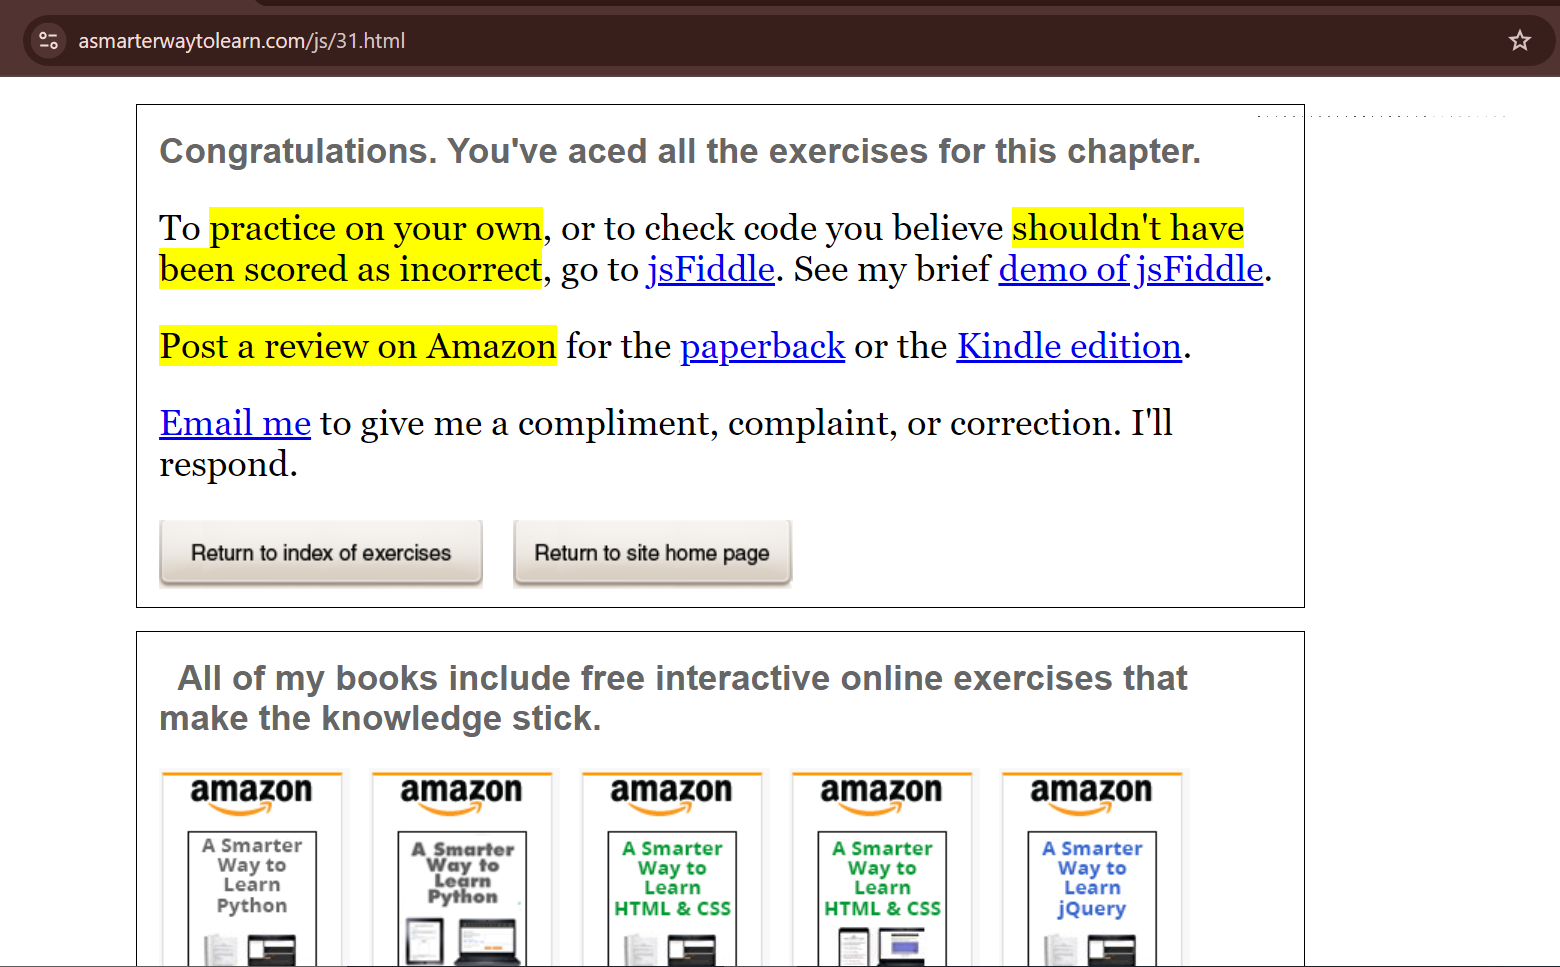 asmarterwaytolearn.com/js/31.html
Congratulations. You've aced all the exercises for this chapter.
To practice on your own, or to check code you believe shouldn't have
been scored as incorrect, go to jsFiddle. See my brief demo of jsFiddle.
Post a review on Amazon for the paperback or the Kindle edition.
Email me to give me a compliment, complaint, or correction. I'll
respond.
Return to index of exercises Return to site home page
All of my books include free interactive online exercises that
make the knowledge stick.
amazon amazon amazon amazon amazon
A Smarter
Way to
Learn
Python
A Smarter
Way to
Learn
Python
A Smarter
Way to
Learn
HTML & CSS
A Smarter
Way to
Learn
HTML & CSS
A Smarter
Way to
Learn
jQuery